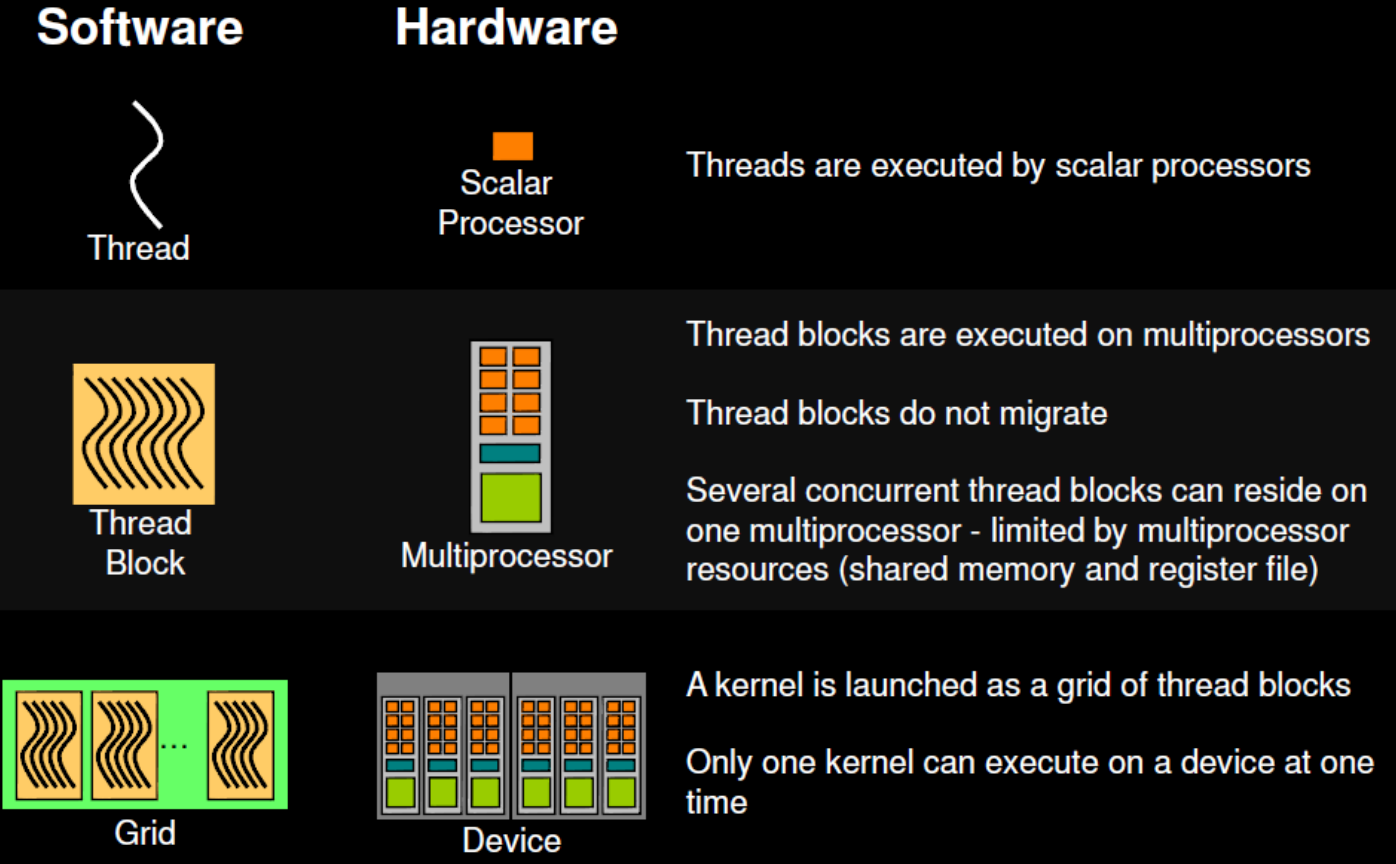 Software
Hardware
Thread
Scalar
Processor
Threads are executed by scalar processors
Thread
Block
Multiprocessor
Thread blocks are executed on multiprocessors
Thread blocks do not migrate
Several concurrent thread blocks can reside on
one multiprocessor - limited by multiprocessor
resources (shared memory and register file)
...
Grid
Device
A kernel is launched as a grid of thread blocks
Only one kernel can execute on a device at one
time